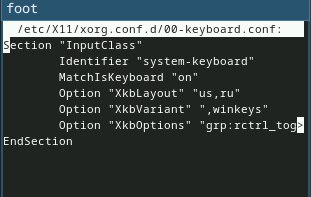 foot
/etc/X11/xorg.conf.d/00-keyboard.conf:
Section "InputClass"
Identifier "system-keyboard"
MatchIsKeyboard "on"
Option "XkbLayout" "us,ru"
Option "XkbVariant" ",winkeys"
Option "XkbOptions" "grp:rctrl_tog>
EndSection